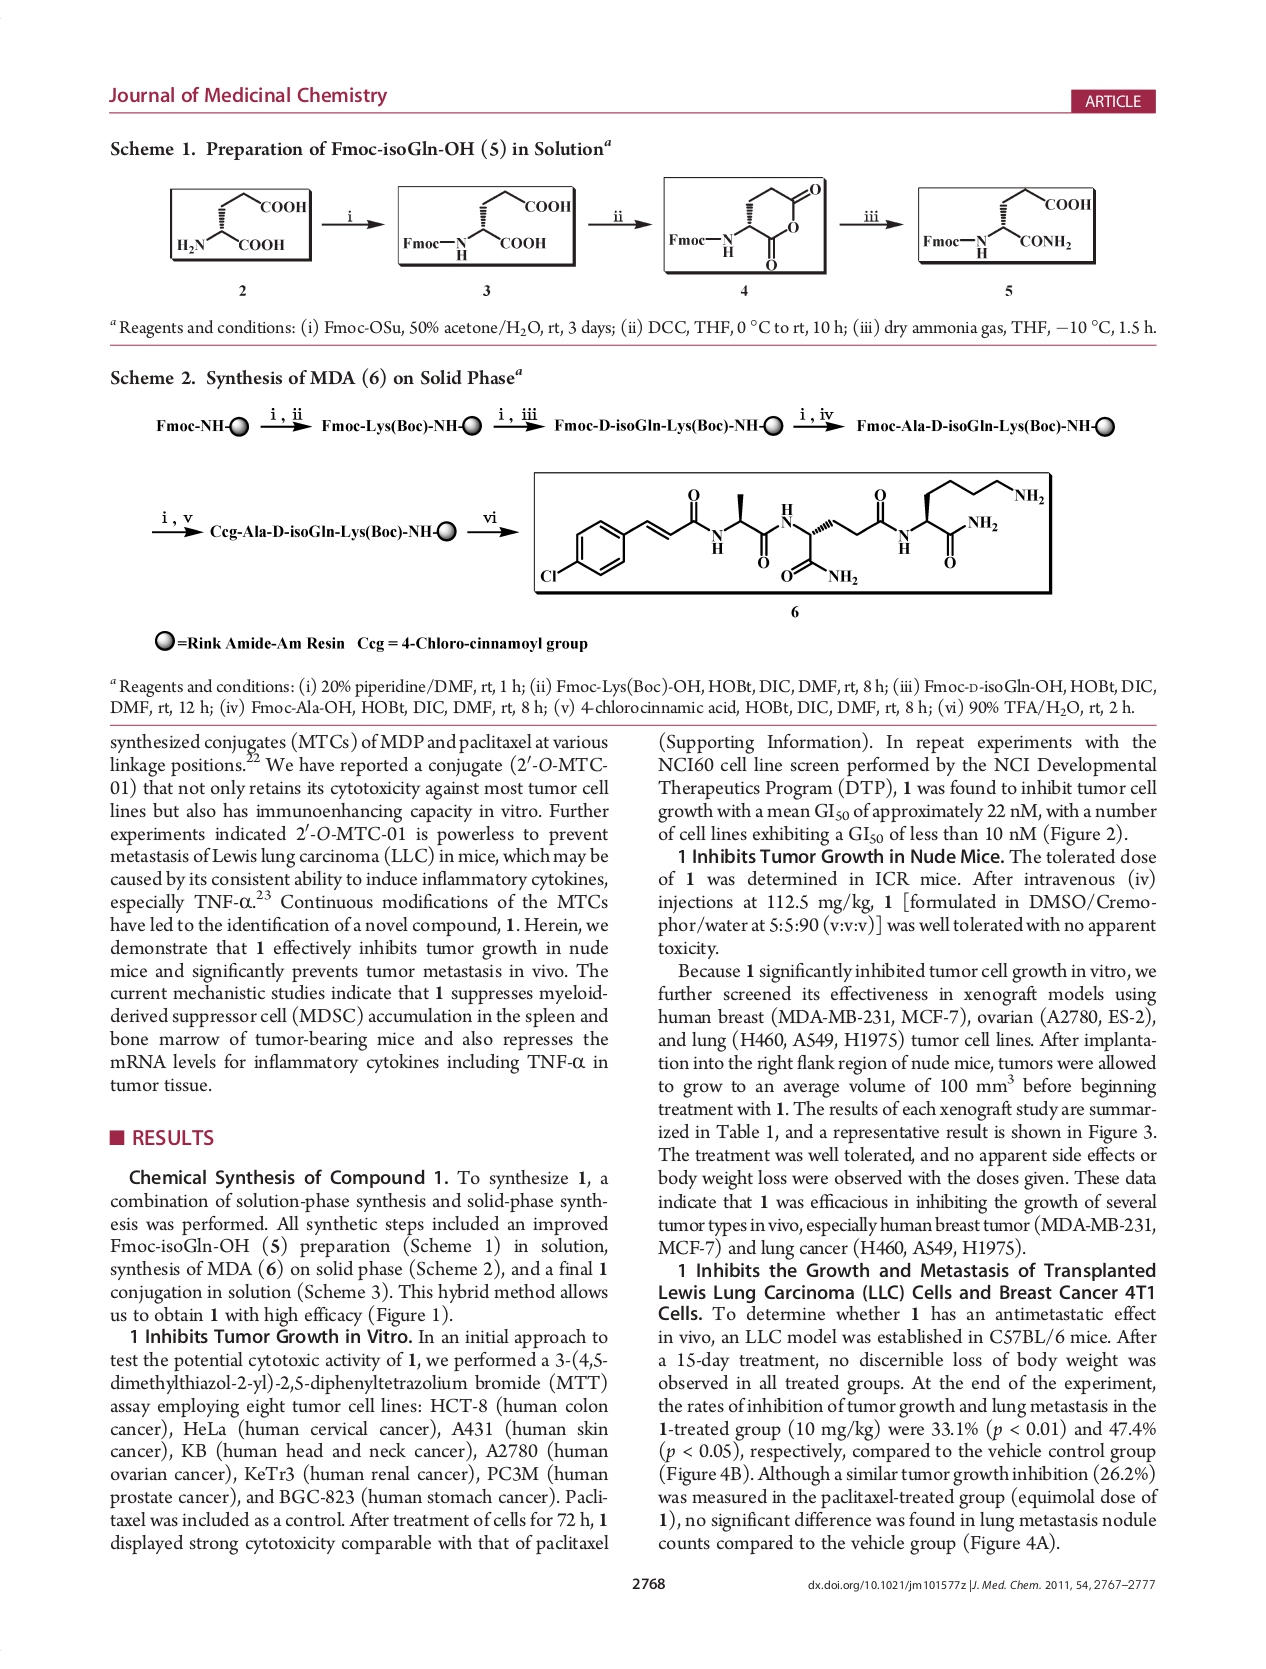 Journal of Medicinal Chemistry
ARTICLE
Scheme 1. Preparation of Fmoc-isoGln-OH (5) in Solutionᵃ
COOH
H₂N
COOH
2
i
COOH
Fmoc—N
H
COOH
3
ii
O
O
Fmoc—N
H
O
4
iii
COOH
Fmoc—N
H
CONH₂
5
ᵃ Reagents and conditions: (i) Fmoc-OSu, 50% acetone/H₂O, rt, 3 days; (ii) DCC, THF, 0 °C to rt, 10 h; (iii) dry ammonia gas, THF, −10 °C, 1.5 h.
Scheme 2. Synthesis of MDA (6) on Solid Phaseᵃ
Fmoc-NH- i , ii Fmoc-Lys(Boc)-NH- i , iii Fmoc-D-isoGln-Lys(Boc)-NH- i , iv Fmoc-Ala-D-isoGln-Lys(Boc)-NH-
i , v Ccg-Ala-D-isoGln-Lys(Boc)-NH- vi
Cl
O
N
H
O
H
N
O
NH₂
O
N
H
O
NH₂
NH₂
6
=Rink Amide-Am Resin Ccg = 4-Chloro-cinnamoyl group
ᵃ Reagents and conditions: (i) 20% piperidine/DMF, rt, 1 h; (ii) Fmoc-Lys(Boc)-OH, HOBt, DIC, DMF, rt, 8 h; (iii) Fmoc-D-isoGln-OH, HOBt, DIC,
DMF, rt, 12 h; (iv) Fmoc-Ala-OH, HOBt, DIC, DMF, rt, 8 h; (v) 4-chlorocinnamic acid, HOBt, DIC, DMF, rt, 8 h; (vi) 90% TFA/H₂O, rt, 2 h.
synthesized conjugates (MTCs) of MDP and paclitaxel at various
linkage positions.²² We have reported a conjugate (2′-O-MTC-
01) that not only retains its cytotoxicity against most tumor cell
lines but also has immunoenhancing capacity in vitro. Further
experiments indicated 2′-O-MTC-01 is powerless to prevent
metastasis of Lewis lung carcinoma (LLC) in mice, which may be
caused by its consistent ability to induce inflammatory cytokines,
especially TNF-α.²³ Continuous modifications of the MTCs
have led to the identification of a novel compound, 1. Herein, we
demonstrate that 1 effectively inhibits tumor growth in nude
mice and significantly prevents tumor metastasis in vivo. The
current mechanistic studies indicate that 1 suppresses myeloid-
derived suppressor cell (MDSC) accumulation in the spleen and
bone marrow of tumor-bearing mice and also represses the
mRNA levels for inflammatory cytokines including TNF-α in
tumor tissue.
■ RESULTS
Chemical Synthesis of Compound 1. To synthesize 1, a
combination of solution-phase synthesis and solid-phase synth-
esis was performed. All synthetic steps included an improved
Fmoc-isoGln-OH (5) preparation (Scheme 1) in solution,
synthesis of MDA (6) on solid phase (Scheme 2), and a final 1
conjugation in solution (Scheme 3). This hybrid method allows
us to obtain 1 with high efficacy (Figure 1).
1 Inhibits Tumor Growth in Vitro. In an initial approach to
test the potential cytotoxic activity of 1, we performed a 3-(4,5-
dimethylthiazol-2-yl)-2,5-diphenyltetrazolium bromide (MTT)
assay employing eight tumor cell lines: HCT-8 (human colon
cancer), HeLa (human cervical cancer), A431 (human skin
cancer), KB (human head and neck cancer), A2780 (human
ovarian cancer), KeTr3 (human renal cancer), PC3M (human
prostate cancer), and BGC-823 (human stomach cancer). Pacli-
taxel was included as a control. After treatment of cells for 72 h, 1
displayed strong cytotoxicity comparable with that of paclitaxel
(Supporting Information). In repeat experiments with the
NCI60 cell line screen performed by the NCI Developmental
Therapeutics Program (DTP), 1 was found to inhibit tumor cell
growth with a mean GI₅₀ of approximately 22 nM, with a number
of cell lines exhibiting a GI₅₀ of less than 10 nM (Figure 2).
1 Inhibits Tumor Growth in Nude Mice. The tolerated dose
of 1 was determined in ICR mice. After intravenous (iv)
injections at 112.5 mg/kg, 1 [formulated in DMSO/Cremo-
phor/water at 5:5:90 (v:v:v)] was well tolerated with no apparent
toxicity.
Because 1 significantly inhibited tumor cell growth in vitro, we
further screened its effectiveness in xenograft models using
human breast (MDA-MB-231, MCF-7), ovarian (A2780, ES-2),
and lung (H460, A549, H1975) tumor cell lines. After implanta-
tion into the right flank region of nude mice, tumors were allowed
to grow to an average volume of 100 mm³ before beginning
treatment with 1. The results of each xenograft study are summar-
ized in Table 1, and a representative result is shown in Figure 3.
The treatment was well tolerated, and no apparent side effects or
body weight loss were observed with the doses given. These data
indicate that 1 was efficacious in inhibiting the growth of several
tumor types in vivo, especially human breast tumor (MDA-MB-231,
MCF-7) and lung cancer (H460, A549, H1975).
1 Inhibits the Growth and Metastasis of Transplanted
Lewis Lung Carcinoma (LLC) Cells and Breast Cancer 4T1
Cells. To determine whether 1 has an antimetastatic effect
in vivo, an LLC model was established in C57BL/6 mice. After
a 15-day treatment, no discernible loss of body weight was
observed in all treated groups. At the end of the experiment,
the rates of inhibition of tumor growth and lung metastasis in the
1-treated group (10 mg/kg) were 33.1% (p < 0.01) and 47.4%
(p < 0.05), respectively, compared to the vehicle control group
(Figure 4B). Although a similar tumor growth inhibition (26.2%)
was measured in the paclitaxel-treated group (equimolal dose of
1), no significant difference was found in lung metastasis nodule
counts compared to the vehicle group (Figure 4A).
2768
dx.doi.org/10.1021/jm101577z |J. Med. Chem. 2011, 54, 2767–2777